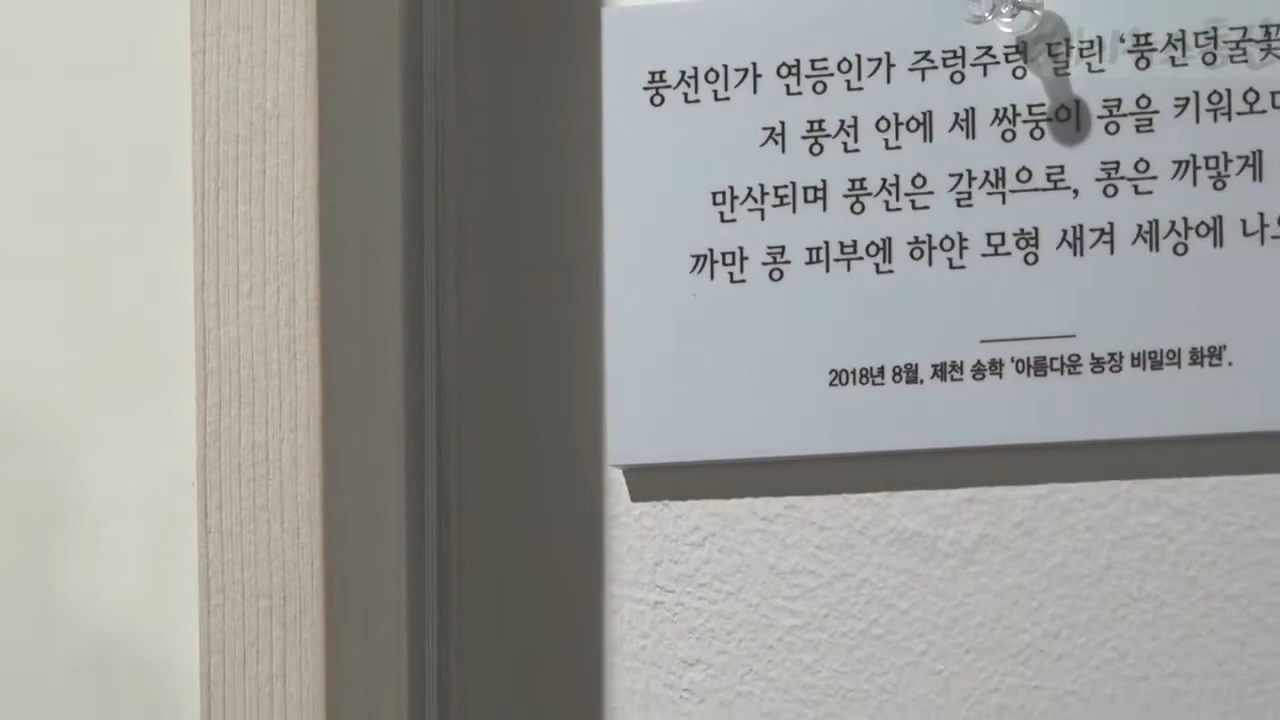 풍선인가 연등인가 주렁주렁 달린 ‘풍선덩굴꽃
저 풍선 안에 세 쌍둥이 콩을 키워오
만삭되며 풍선은 갈색으로, 콩은 까맣게
까만 콩 피부엔 하얀 모형 새겨 세상에
2018년 8월, 제천 송학 ‘아름다운 농장 비밀의 화원’.